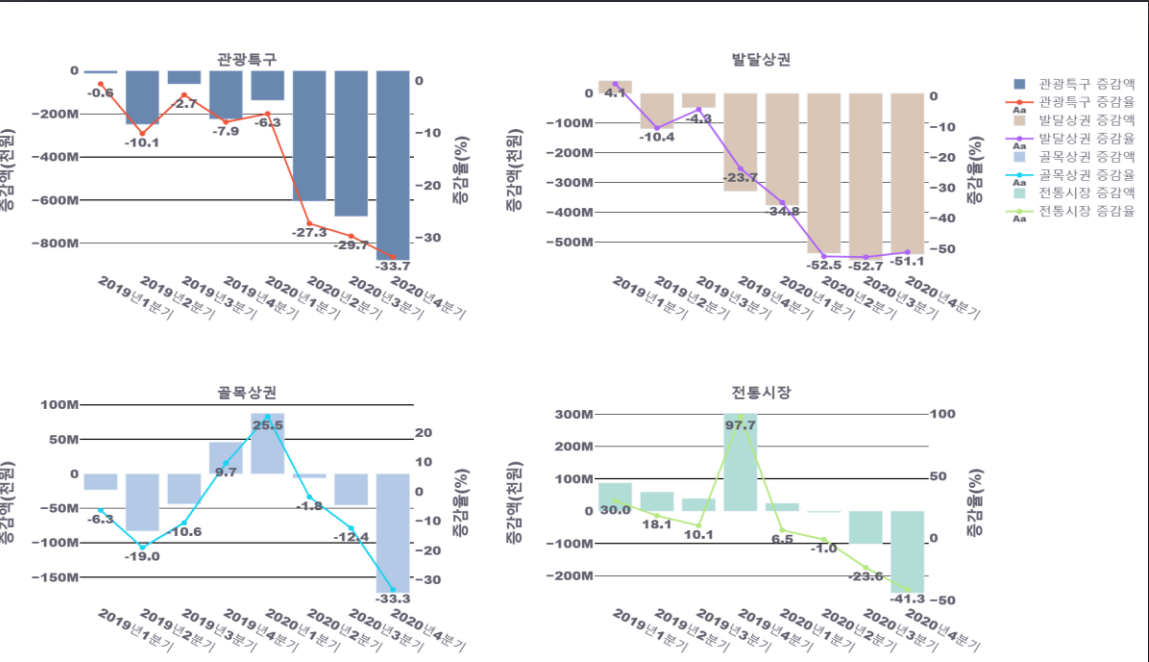 관광특구
0
−200M
−400M
−600M
−800M
증감액(천원)
-0.6
-10.1
-2.7
-7.9
-6.3
-27.3
-29.7
-33.7
0
−10
−20
−30
증감율(%)
2019년1분기
2019년2분기
2019년3분기
2019년4분기
2020년1분기
2020년2분기
2020년3분기
2020년4분기
발달상권
0
−100M
−200M
−300M
−400M
−500M
증감액(천원)
4.1
-10.4
-4.3
-23.7
-34.8
-52.5
-52.7
-51.1
0
−10
−20
−30
−40
−50
증감율(%)
2019년1분기
2019년2분기
2019년3분기
2019년4분기
2020년1분기
2020년2분기
2020년3분기
2020년4분기
관광특구 증감액
관광특구 증감율
Aa
발달상권 증감액
발달상권 증감율
Aa
골목상권 증감액
골목상권 증감율
Aa
전통시장 증감액
전통시장 증감율
Aa
골목상권
100M
50M
0
−50M
−100M
−150M
증감액(천원)
-6.3
-19.0
-10.6
9.7
25.5
-1.8
-12.4
-33.3
20
10
0
−10
−20
−30
증감율(%)
2019년1분기
2019년2분기
2019년3분기
2019년4분기
2020년1분기
2020년2분기
2020년3분기
2020년4분기
전통시장
300M
200M
100M
0
−100M
−200M
증감액(천원)
30.0
18.1
10.1
97.7
6.5
-1.0
-23.6
-41.3
100
50
0
−50
증감율(%)
2019년1분기
2019년2분기
2019년3분기
2019년4분기
2020년1분기
2020년2분기
2020년3분기
2020년4분기